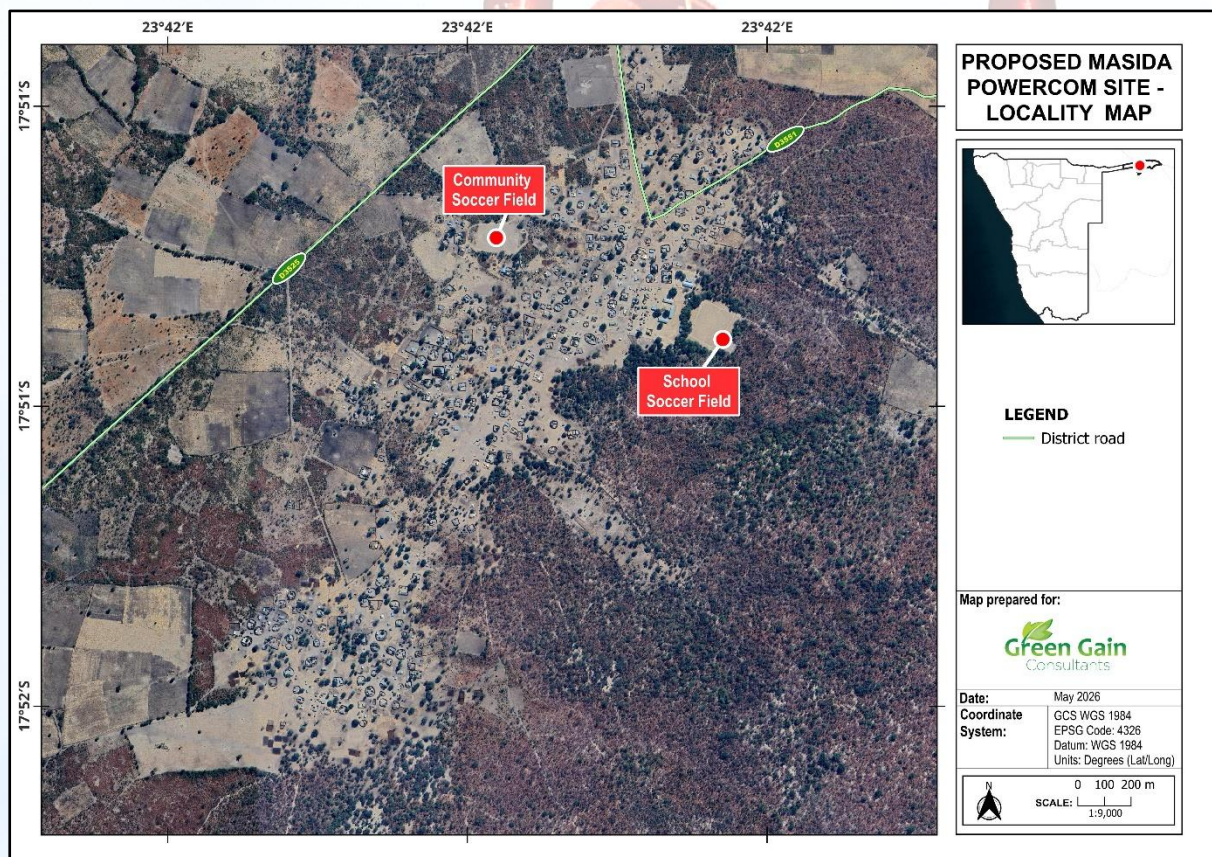 23°42′E
23°42′E
23°42′E
17°51′S
17°51′S
17°52′S
D3525
D3551
Community
Soccer Field
School
Soccer Field
PROPOSED MASIDA
POWERCOM SITE -
LOCALITY MAP
LEGEND
District road
Map prepared for:
Green Gain
Consultants
Date:
May 2026
Coordinate
System:
GCS WGS 1984
EPSG Code: 4326
Datum: WGS 1984
Units: Degrees (Lat/Long)
N
SCALE:
0 100 200 m
1:9,000